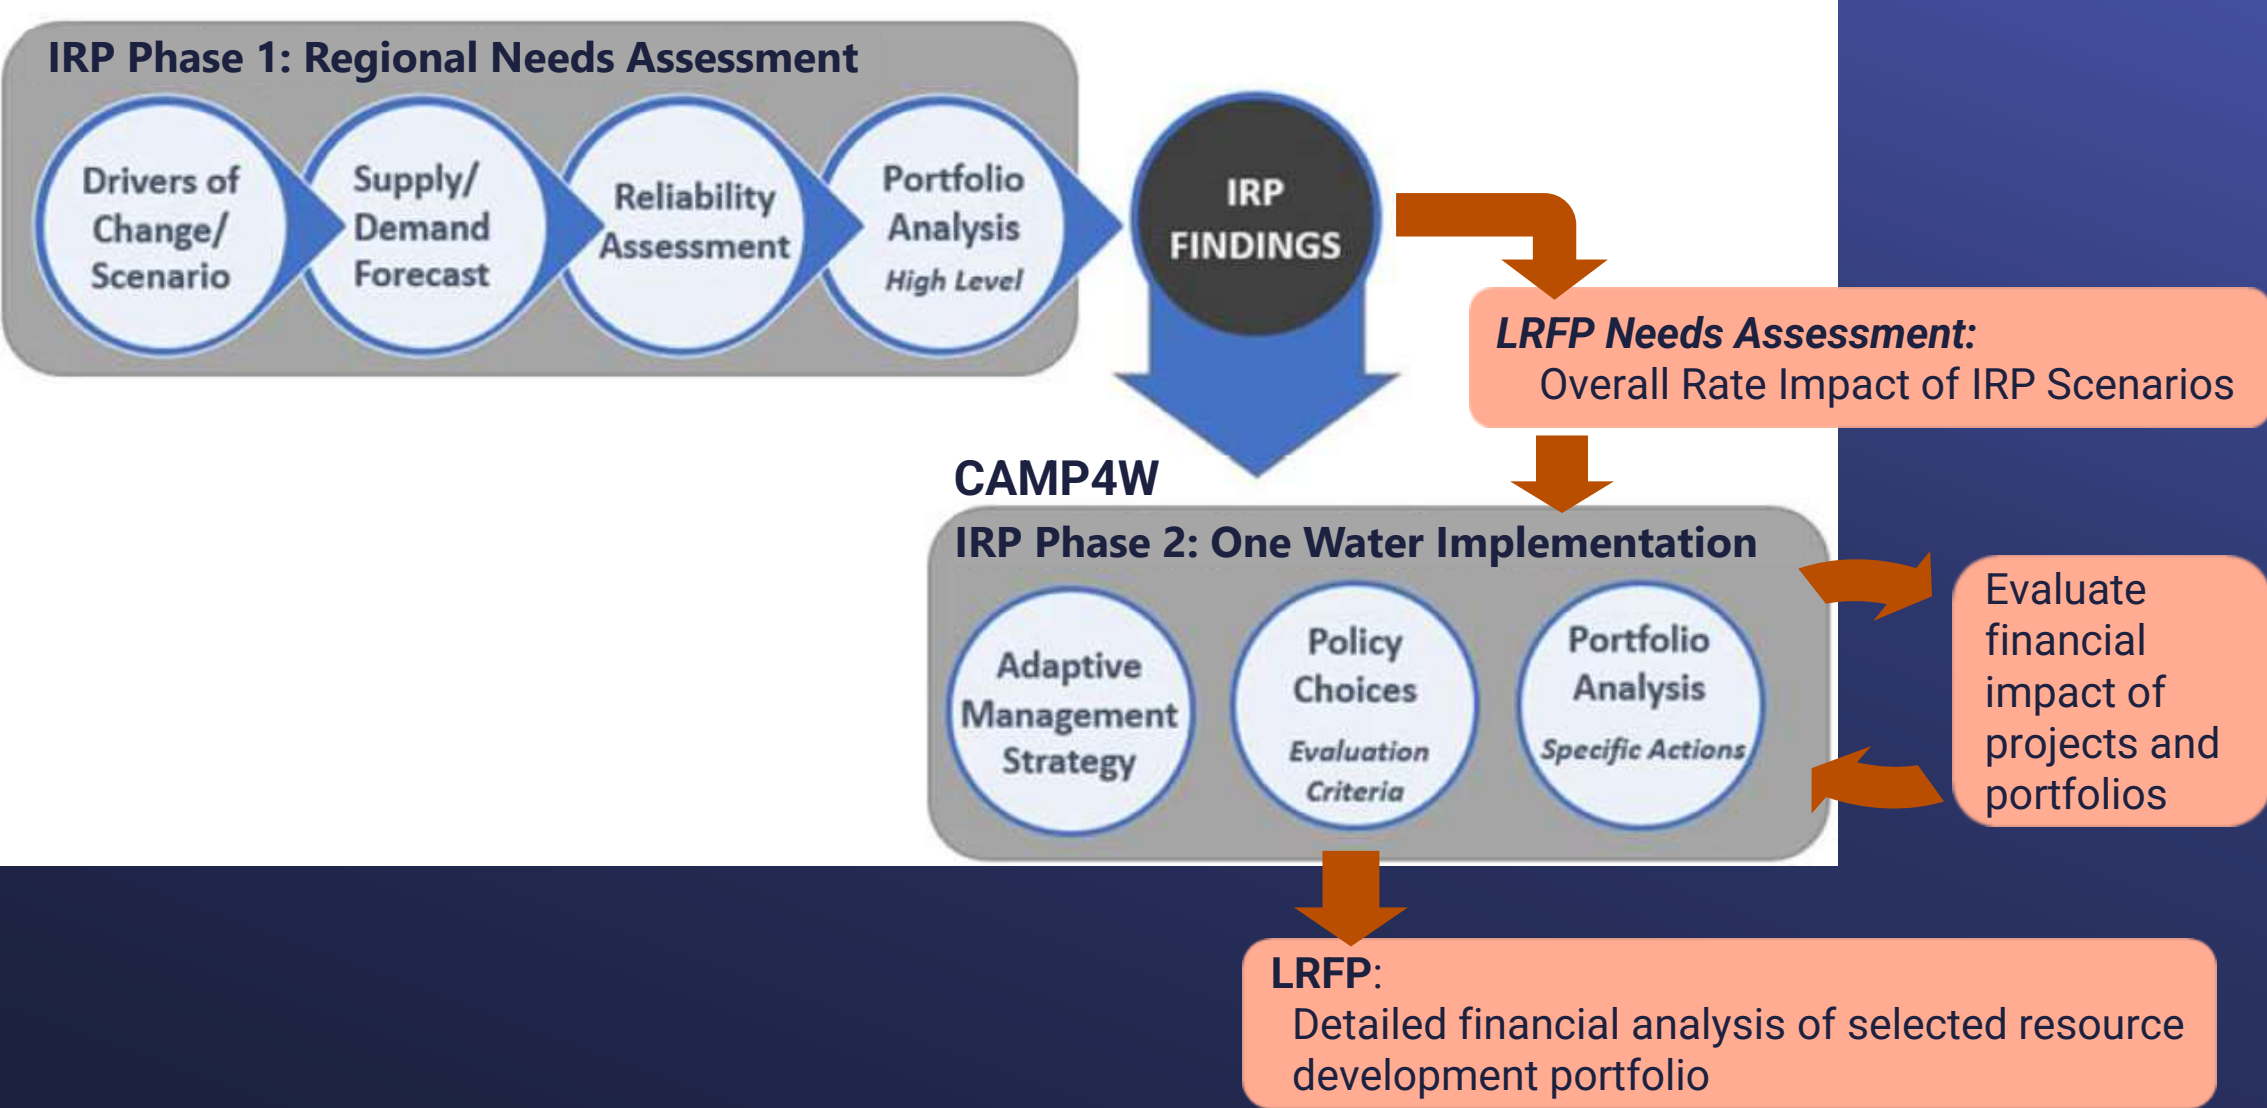 IRP Phase 1: Regional Needs Assessment
Drivers of
Change/
Scenario
Supply/
Demand
Forecast
Reliability
Assessment
Portfolio
Analysis
High Level
IRP
FINDINGS
LRFP Needs Assessment:
Overall Rate Impact of IRP Scenarios
CAMP4W
IRP Phase 2: One Water Implementation
Adaptive
Management
Strategy
Policy
Choices
Evaluation
Criteria
Portfolio
Analysis
Specific Actions
Evaluate
financial
impact of
projects and
portfolios
LRFP:
Detailed financial analysis of selected resource
development portfolio